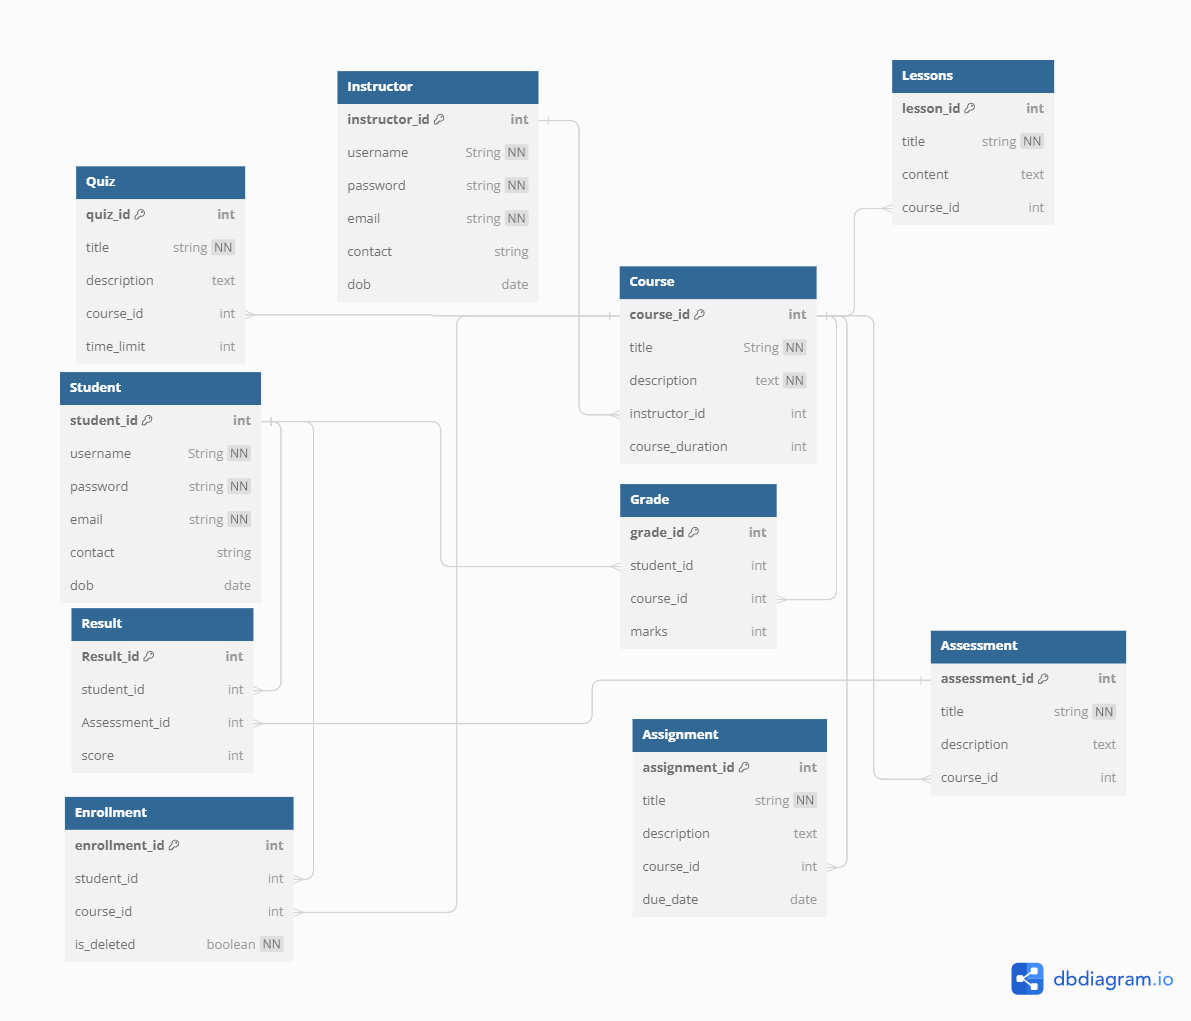 Instructor
instructor_id int
username String NN
password string NN
email string NN
contact string
dob date
Lessons
lesson_id int
title string NN
content text
course_id int
Quiz
quiz_id int
title string NN
description text
course_id int
time_limit int
Course
course_id int
title String NN
description text NN
instructor_id int
course_duration int
Student
student_id int
username String NN
password string NN
email string NN
contact string
dob date
Grade
grade_id int
student_id int
course_id int
marks int
Result
Result_id int
student_id int
Assessment_id int
score int
Assessment
assessment_id int
title string NN
description text
course_id int
Assignment
assignment_id int
title string NN
description text
course_id int
due_date date
Enrollment
enrollment_id int
student_id int
course_id int
is_deleted boolean NN
dbdiagram.io